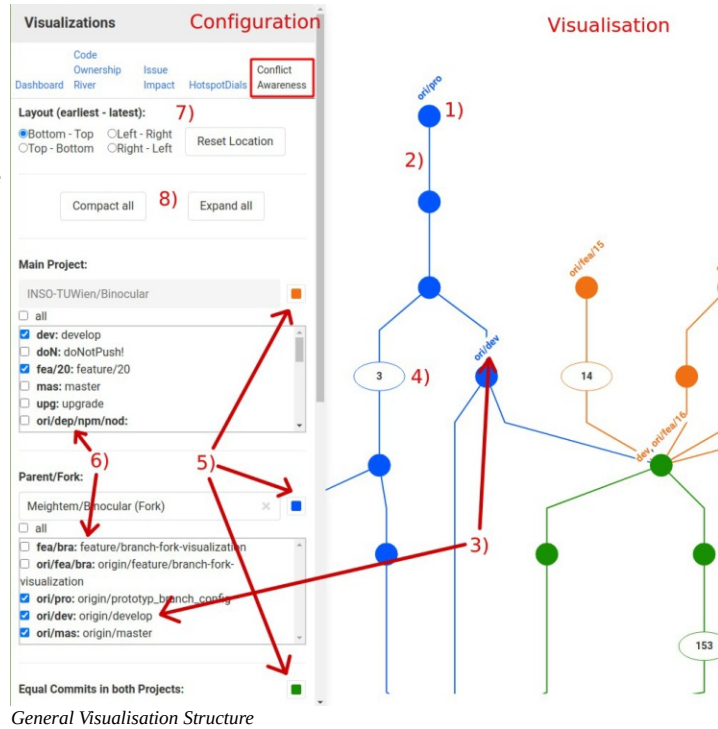 Visualizations
Configuration
Visualisation
Code
Ownership
River
Issue
Impact
Conflict
Awareness
Dashboard
HotspotDials
Layout (earliest - latest):
7)
Bottom - Top
Left - Right
Top - Bottom
Right - Left
Reset Location
Compact all
8)
Expand all
Main Project:
INSO-TUWien/Binocular
all
dev: develop
doN: doNotPush!
fea/20: feature/20
mas: master
upg: upgrade
ori/dep/npm/nod:
6)
5)
Parent/Fork:
Meightem/Binocular (Fork)
all
fea/bra: feature/branch-fork-visualization
ori/fea/bra: origin/feature/branch-fork-
visualization
ori/pro: origin/prototyp_branch_config
ori/dev: origin/develop
ori/mas: origin/master
3)
Equal Commits in both Projects:
ori/pro
1)
2)
ori/fea/15
ori/dev
3
4)
14
dev, ori/fea/16
153
General Visualisation Structure